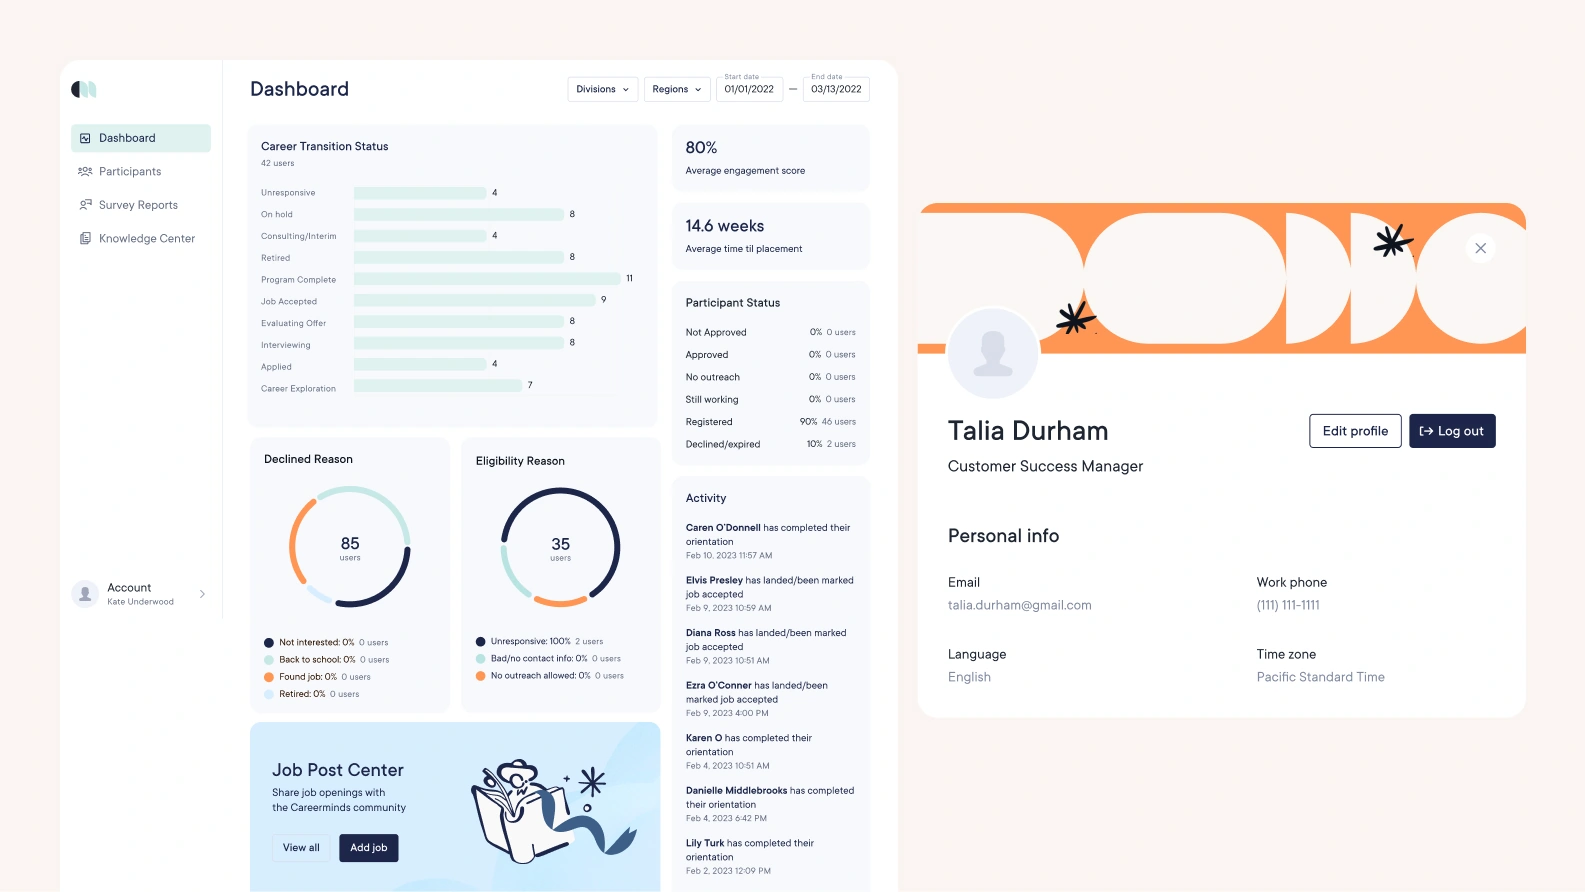 Dashboard
Participants
Survey Reports
Knowledge Center
Account
Kate Underwood
Dashboard
Divisions
Regions
Start date
01/01/2022
—
End date
03/13/2022
Career Transition Status
42 users
Unresponsive 4
On hold 8
Consulting/Interim 4
Retired 8
Program Complete 11
Job Accepted 9
Evaluating Offer 8
Interviewing 8
Applied 4
Career Exploration 7
80%
Average engagement score
14.6 weeks
Average time til placement
Participant Status
Not Approved 0% 0 users
Approved 0% 0 users
No outreach 0% 0 users
Still working 0% 0 users
Registered 90% 46 users
Declined/expired 10% 2 users
Declined Reason
85
users
Not interested: 0% 0 users
Back to school: 0% 0 users
Found job: 0% 0 users
Retired: 0% 0 users
Eligibility Reason
35
users
Unresponsive: 100% 2 users
Bad/no contact info: 0% 0 users
No outreach allowed: 0% 0 users
Activity
Caren O'Donnell has completed their
orientation
Feb 10, 2023 11:57 AM
Elvis Presley has landed/been marked
job accepted
Feb 9, 2023 10:59 AM
Diana Ross has landed/been marked
job accepted
Feb 9, 2023 10:51 AM
Ezra O'Conner has landed/been
marked job accepted
Feb 9, 2023 4:00 PM
Karen O has completed their
orientation
Feb 4, 2023 10:51 AM
Danielle Middlebrooks has completed
their orientation
Feb 4, 2023 6:42 PM
Lily Turk has completed their
orientation
Feb 2, 2023 12:09 PM
Job Post Center
Share job openings with
the Careerminds community
View all
Add job
Talia Durham
Customer Success Manager
Edit profile
Log out
Personal info
Email
talia.durham@gmail.com
Work phone
(111) 111-1111
Language
English
Time zone
Pacific Standard Time